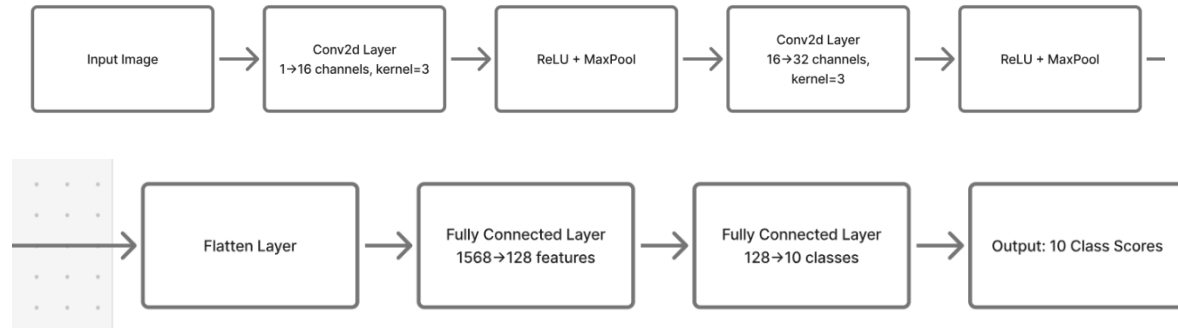 Input Image
Conv2d Layer
1→16 channels, kernel=3
ReLU + MaxPool
Conv2d Layer
16→32 channels,
kernel=3
ReLU + MaxPool
Flatten Layer
Fully Connected Layer
1568→128 features
Fully Connected Layer
128→10 classes
Output: 10 Class Scores